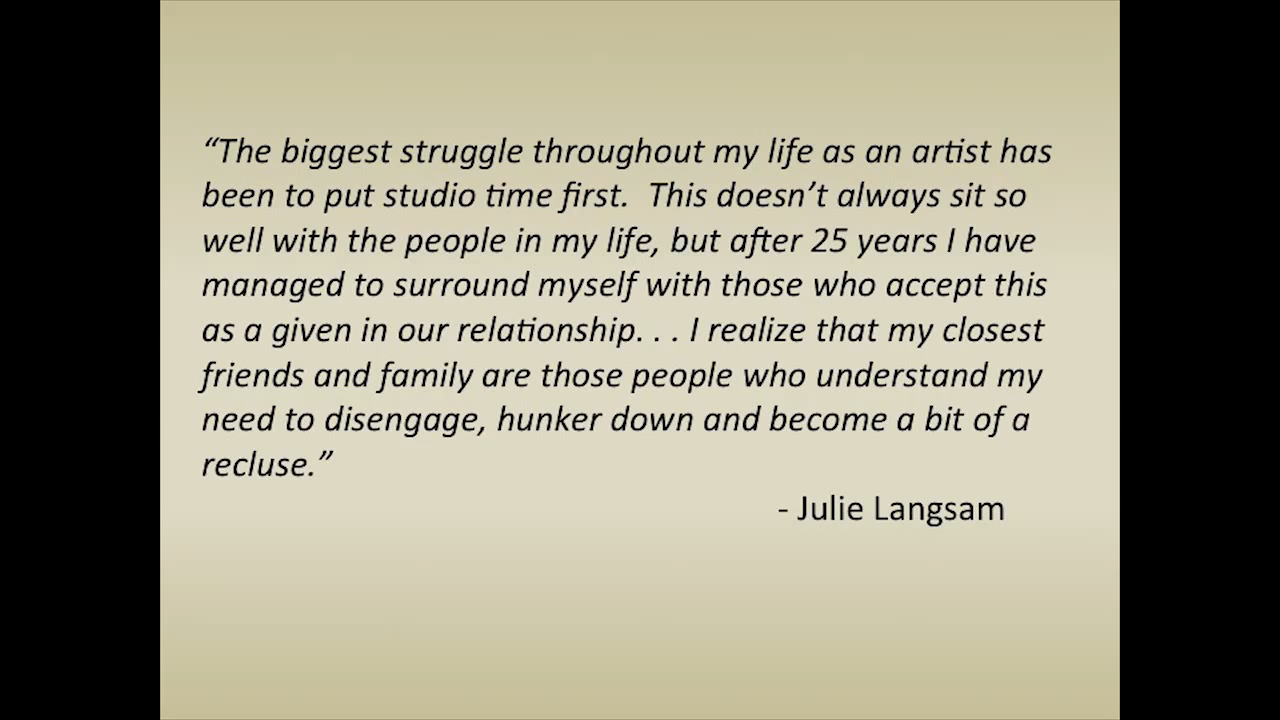 “The biggest struggle throughout my life as an artist has
been to put studio time first.  This doesn’t always sit so
well with the people in my life, but after 25 years I have
managed to surround myself with those who accept this
as a given in our relationship. . . I realize that my closest
friends and family are those people who understand my
need to disengage, hunker down and become a bit of a
recluse.”
- Julie Langsam